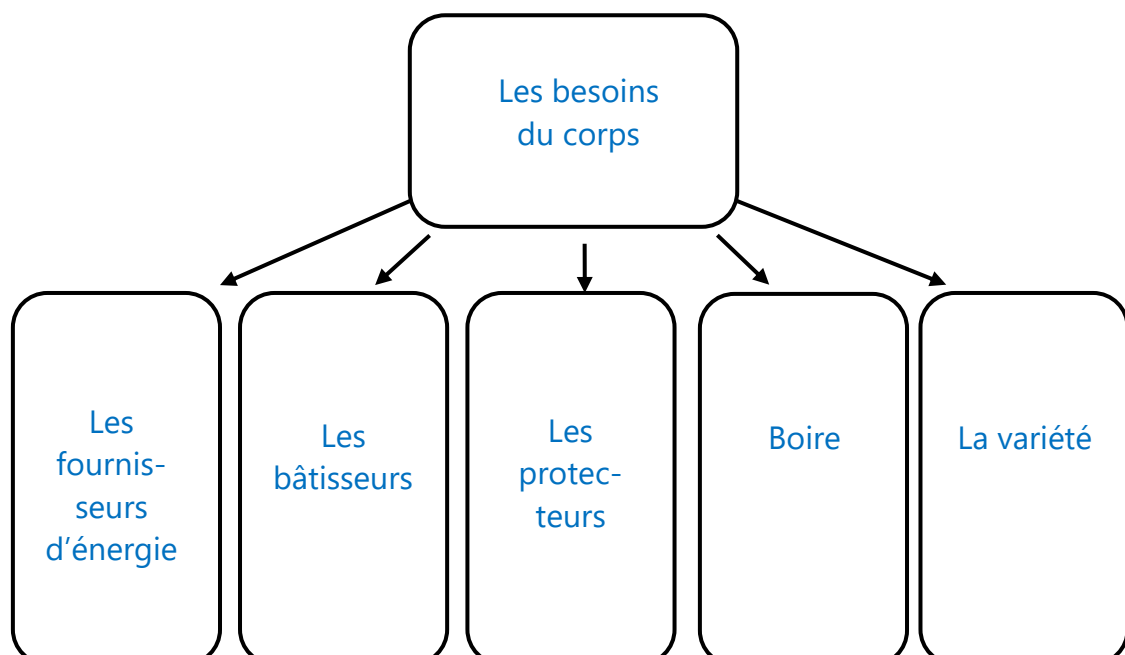 Les besoins
du corps
Les
fournis-
seurs
d’énergie
Les
bâtisseurs
Les
protec-
teurs
Boire
La variété